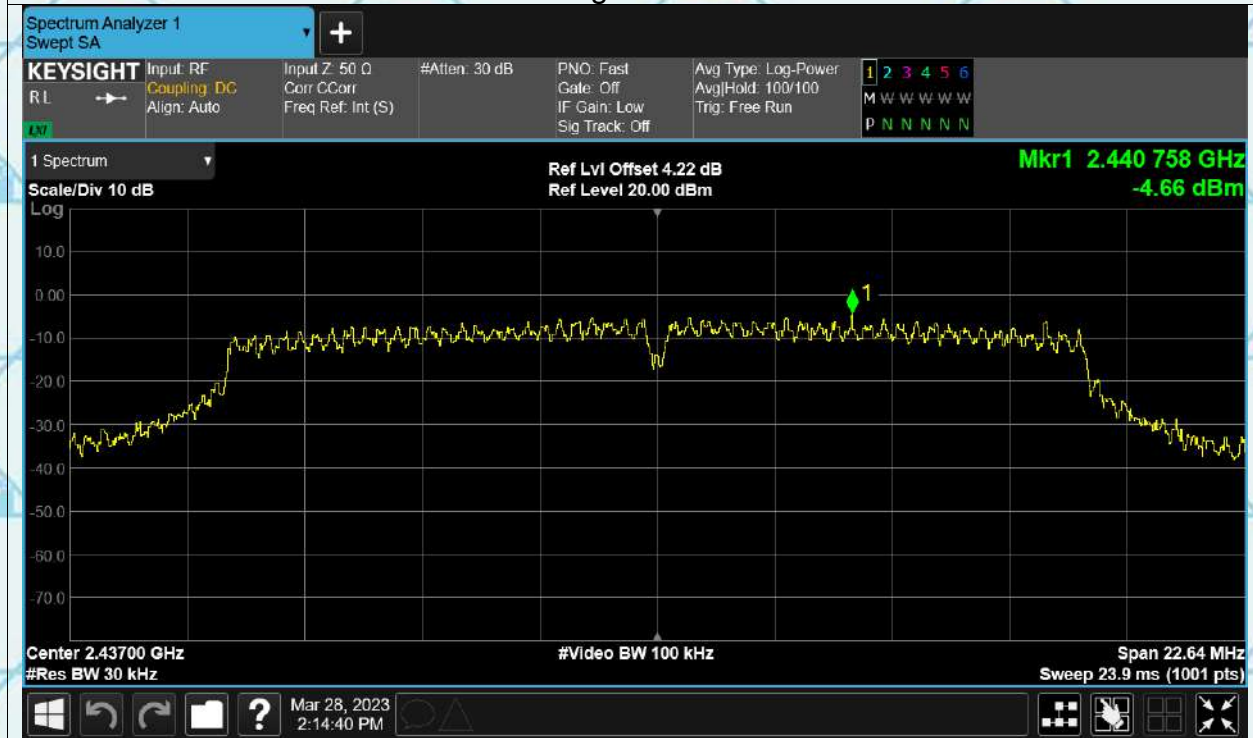 Spectrum Analyzer 1
Swept SA
+
KEYSIGHT
RL
LXI
Input: RF
Coupling: DC
Align: Auto
Input Z: 50 Ω
Corr CCorr
Freq Ref: Int (S)
#Atten: 30 dB
PNO: Fast
Gate: Off
IF Gain: Low
Sig Track: Off
Avg Type: Log-Power
Avg|Hold: 100/100
Trig: Free Run
1 2 3 4 5 6
M W W W W W
P N N N N N
1 Spectrum
Scale/Div 10 dB
Log
Ref Lvl Offset 4.22 dB
Ref Level 20.00 dBm
Mkr1 2.440 758 GHz
-4.66 dBm
10.0
0.00
-10.0
-20.0
-30.0
-40.0
-50.0
-60.0
-70.0
1
Center 2.43700 GHz
#Res BW 30 kHz
#Video BW 100 kHz
Span 22.64 MHz
Sweep 23.9 ms (1001 pts)
?
Mar 28, 2023
2:14:40 PM